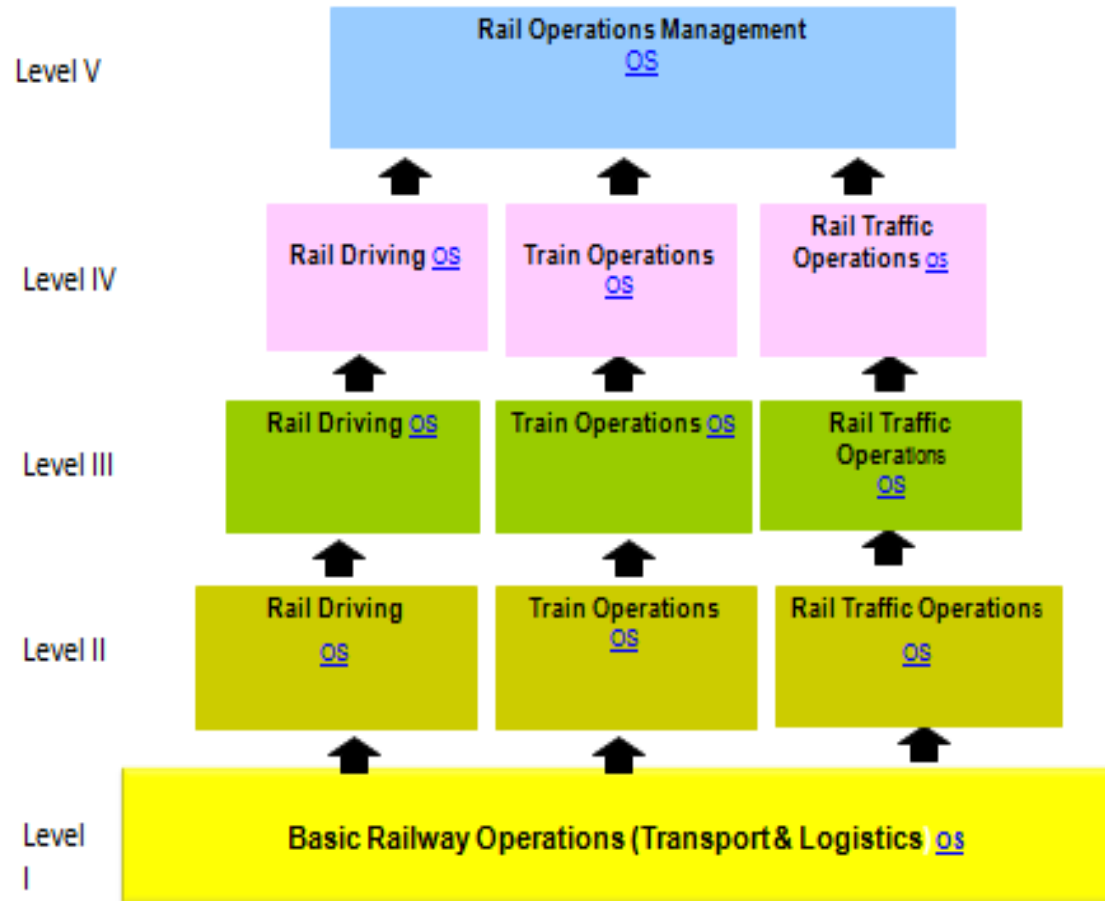 Rail Operations Management
OS
Level V
Rail Driving OS
Train Operations
OS
Rail Traffic
Operations OS
Level IV
Rail Driving OS
Train Operations OS
Rail Traffic
Operations
OS
Level III
Rail Driving
OS
Train Operations
OS
Rail Traffic Operations
OS
Level II
Basic Railway Operations (Transport & Logistics) OS
Level
I